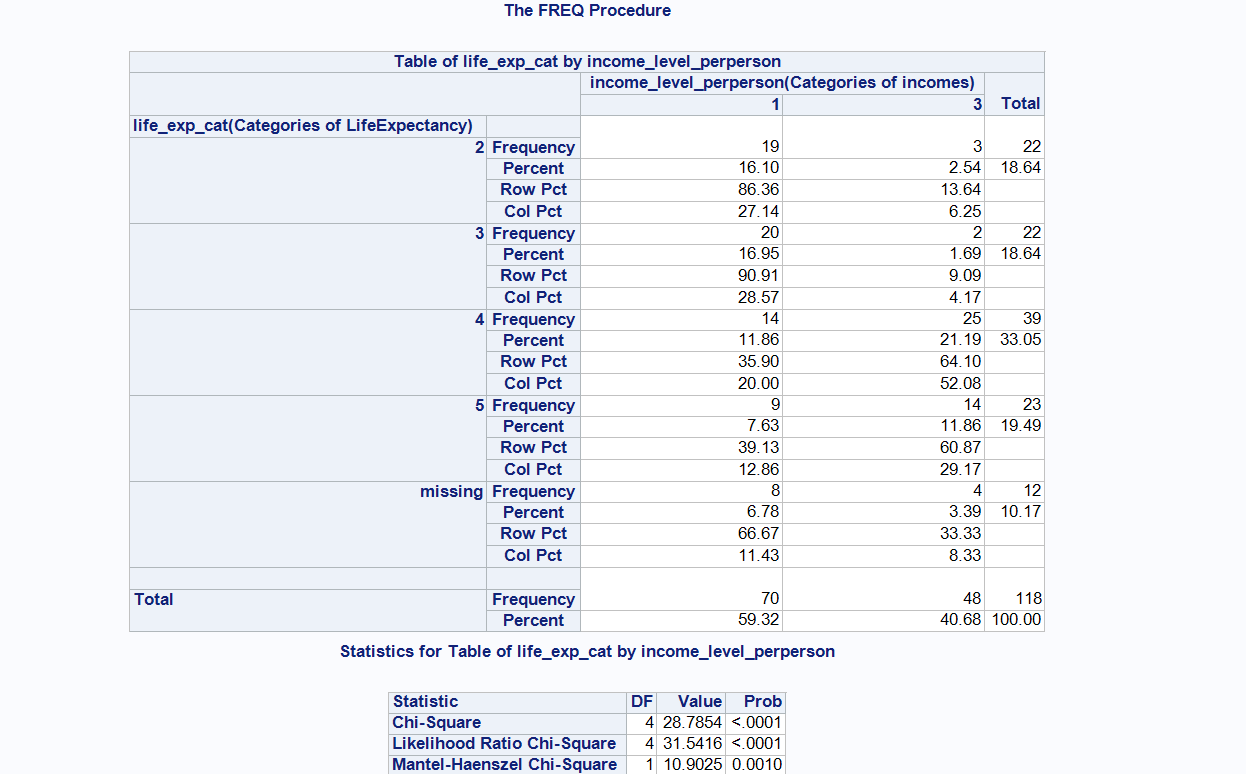 The FREQ Procedure
Table of life_exp_cat by income_level_perperson
income_level_perperson(Categories of incomes)
1 3 Total
life_exp_cat(Categories of LifeExpectancy)
2 Frequency 19 3 22
Percent 16.10 2.54 18.64
Row Pct 86.36 13.64
Col Pct 27.14 6.25
3 Frequency 20 2 22
Percent 16.95 1.69 18.64
Row Pct 90.91 9.09
Col Pct 28.57 4.17
4 Frequency 14 25 39
Percent 11.86 21.19 33.05
Row Pct 35.90 64.10
Col Pct 20.00 52.08
5 Frequency 9 14 23
Percent 7.63 11.86 19.49
Row Pct 39.13 60.87
Col Pct 12.86 29.17
missing Frequency 8 4 12
Percent 6.78 3.39 10.17
Row Pct 66.67 33.33
Col Pct 11.43 8.33
Total Frequency 70 48 118
Percent 59.32 40.68 100.00
Statistics for Table of life_exp_cat by income_level_perperson
Statistic DF Value Prob
Chi-Square 4 28.7854 <.0001
Likelihood Ratio Chi-Square 4 31.5416 <.0001
Mantel-Haenszel Chi-Square 1 10.9025 0.0010